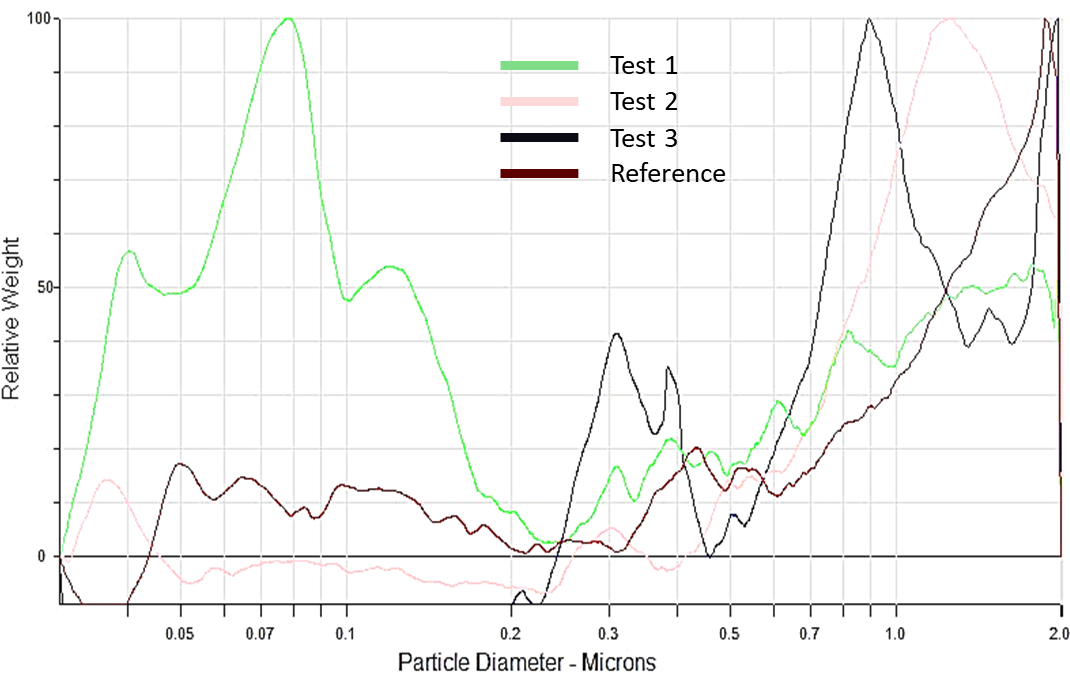 100
Test 1
Test 2
Test 3
Reference
Relative Weight
50
0
0.05 0.07 0.1 0.2 0.3 0.5 0.7 1.0 2.0
Particle Diameter - Microns